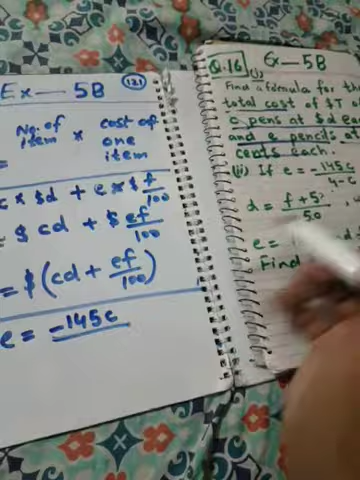 Ex — 5B
121
No. of item × cost of one item
=
c × $d + e × $ f/100
= $ cd + $ ef/100
= $ (cd + ef/100)
e = -145c
Q.16 (i) Ex — 5B
Find a formula for the
total cost of $T o
c pens at $d eac
and e pencils at
cents each.
(ii) If e = -145c/4-c
d = f+5/50
e =
Find